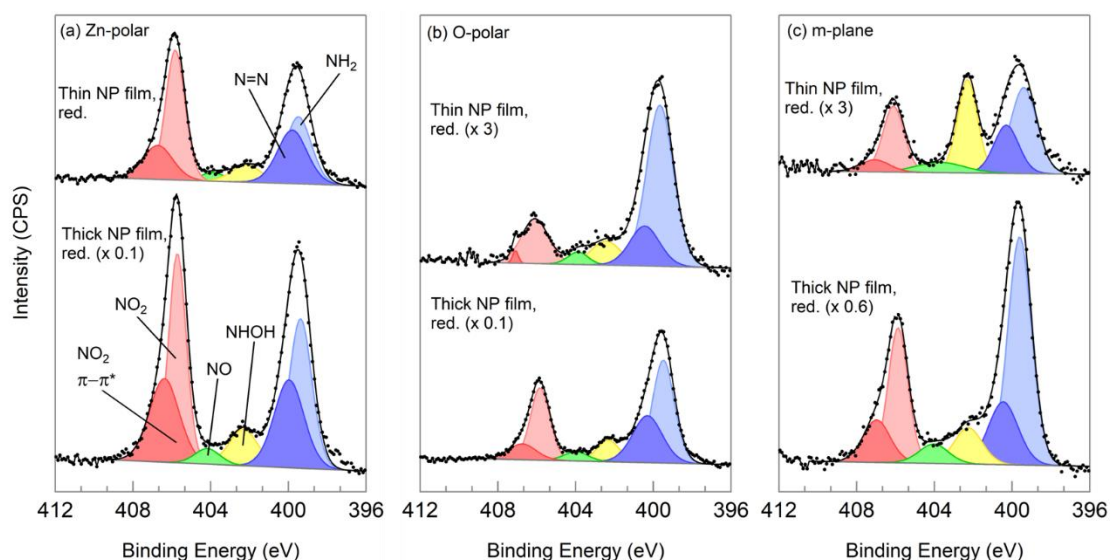 (a) Zn-polar
Thin NP film,
red.
N=N
NH₂
Thick NP film,
red. (x 0.1)
NO₂
NO₂
π−π*
NO
NHOH
412 408 404 400 396
Binding Energy (eV)
Intensity (CPS)
(b) O-polar
Thin NP film,
red. (x 3)
Thick NP film,
red. (x 0.1)
412 408 404 400 396
Binding Energy (eV)
(c) m-plane
Thin NP film,
red. (x 3)
Thick NP film,
red. (x 0.6)
412 408 404 400 396
Binding Energy (eV)